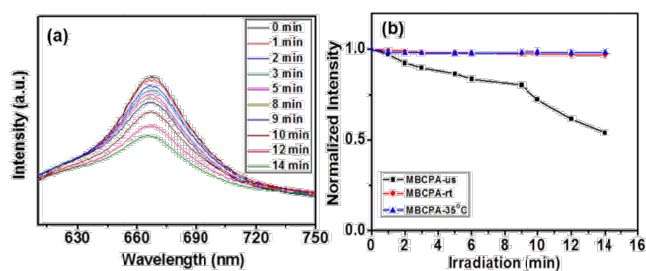 (a)
Intensity (a.u.)
0 min
1 min
2 min
3 min
5 min
8 min
9 min
10 min
12 min
14 min
630 660 690 720 750
Wavelength (nm)
(b)
Normalized Intensity
1.0
0.5
0.0
MBCPA-us
MBCPA-rt
MBCPA-35°C
0 2 4 6 8 10 12 14 16
Irradiation (min)